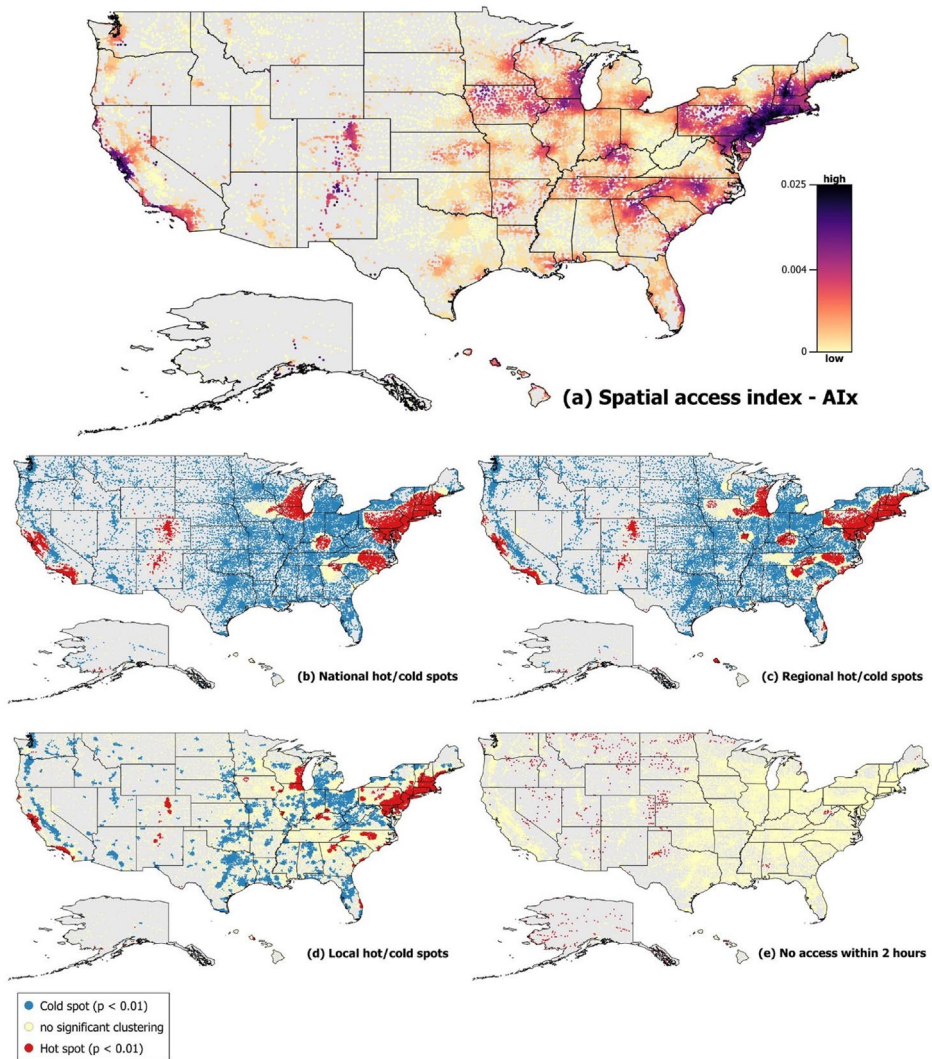 high
0.025
0.004
0
low
(a) Spatial access index - AIx
(b) National hot/cold spots
(c) Regional hot/cold spots
(d) Local hot/cold spots
(e) No access within 2 hours
Cold spot (p < 0.01)
no significant clustering
Hot spot (p < 0.01)